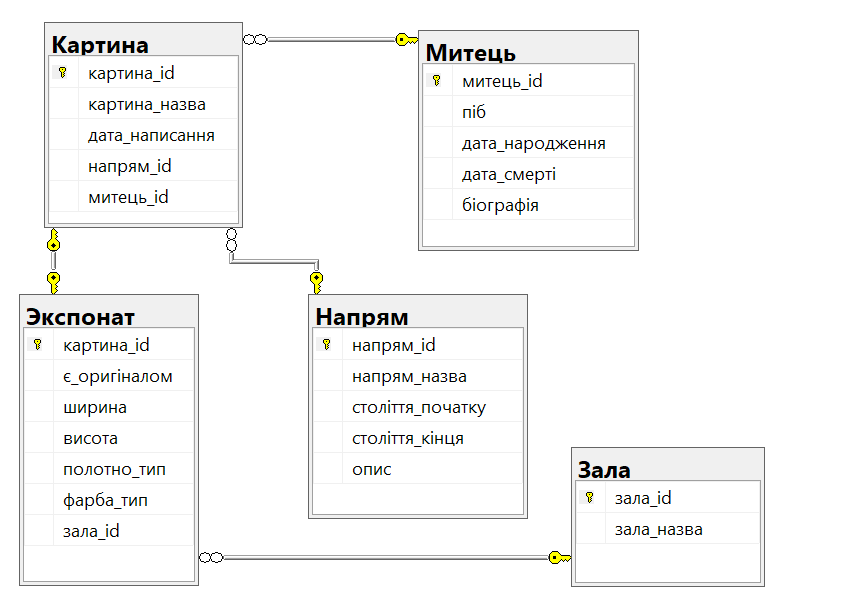 Картина
картина_id
картина_назва
дата_написання
напрям_id
митець_id
Митець
митець_id
піб
дата_народження
дата_смерті
біографія
Экспонат
картина_id
є_оригіналом
ширина
висота
полотно_тип
фарба_тип
зала_id
Напрям
напрям_id
напрям_назва
століття_початку
століття_кінця
опис
Зала
зала_id
зала_назва